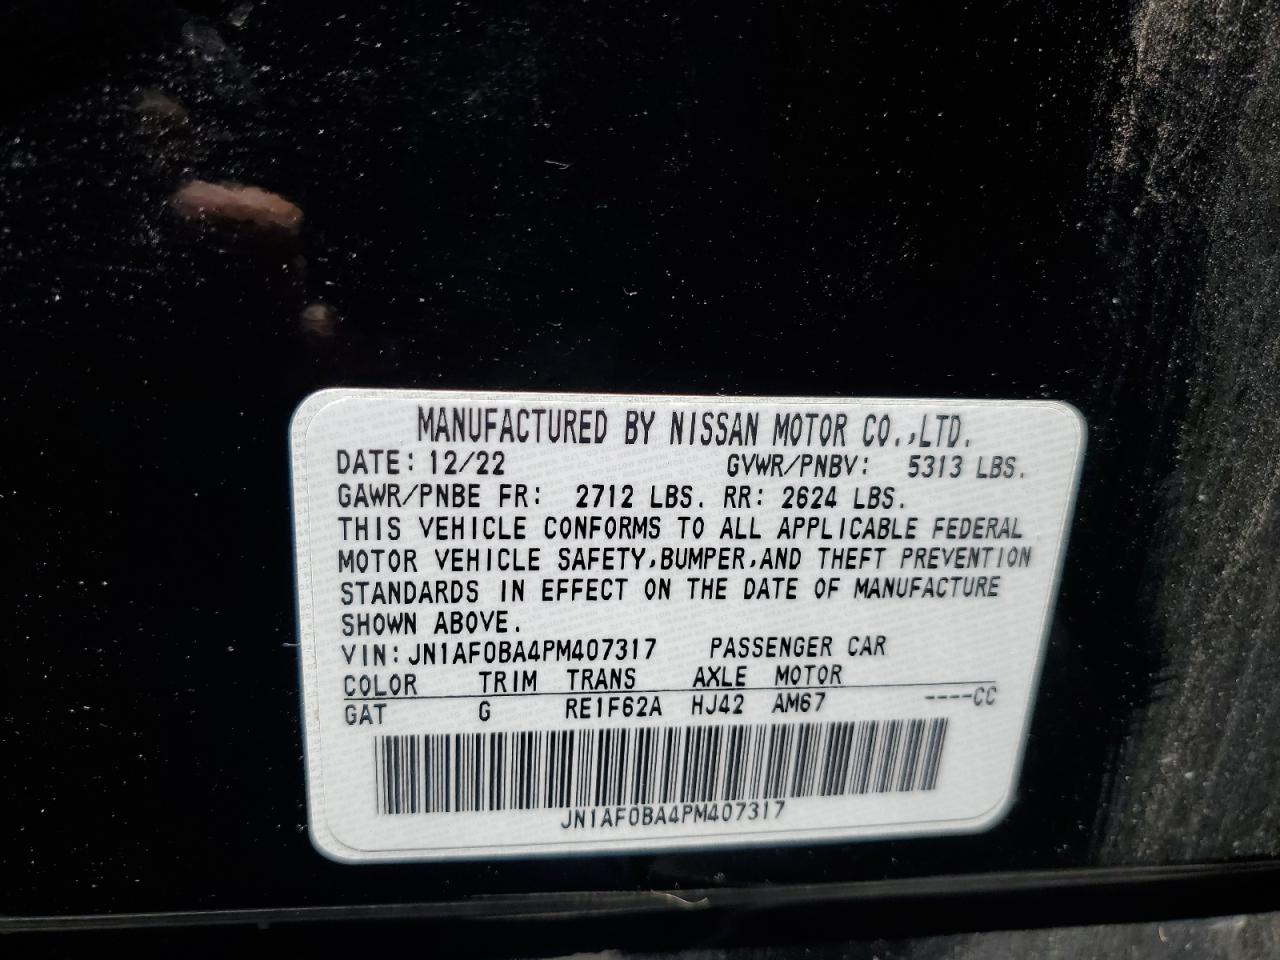 MANUFACTURED BY NISSAN MOTOR CO.,LTD.
DATE: 12/22 GVWR/PNBV: 5313 LBS.
GAWR/PNBE FR: 2712 LBS. RR: 2624 LBS.
THIS VEHICLE CONFORMS TO ALL APPLICABLE FEDERAL
MOTOR VEHICLE SAFETY,BUMPER,AND THEFT PREVENTION
STANDARDS IN EFFECT ON THE DATE OF MANUFACTURE
SHOWN ABOVE.
VIN:JN1AF0BA4PM407317 PASSENGER CAR
COLOR TRIM TRANS AXLE MOTOR
GAT G RE1F62A HJ42 AM67 ----CC
JN1AF0BA4PM407317